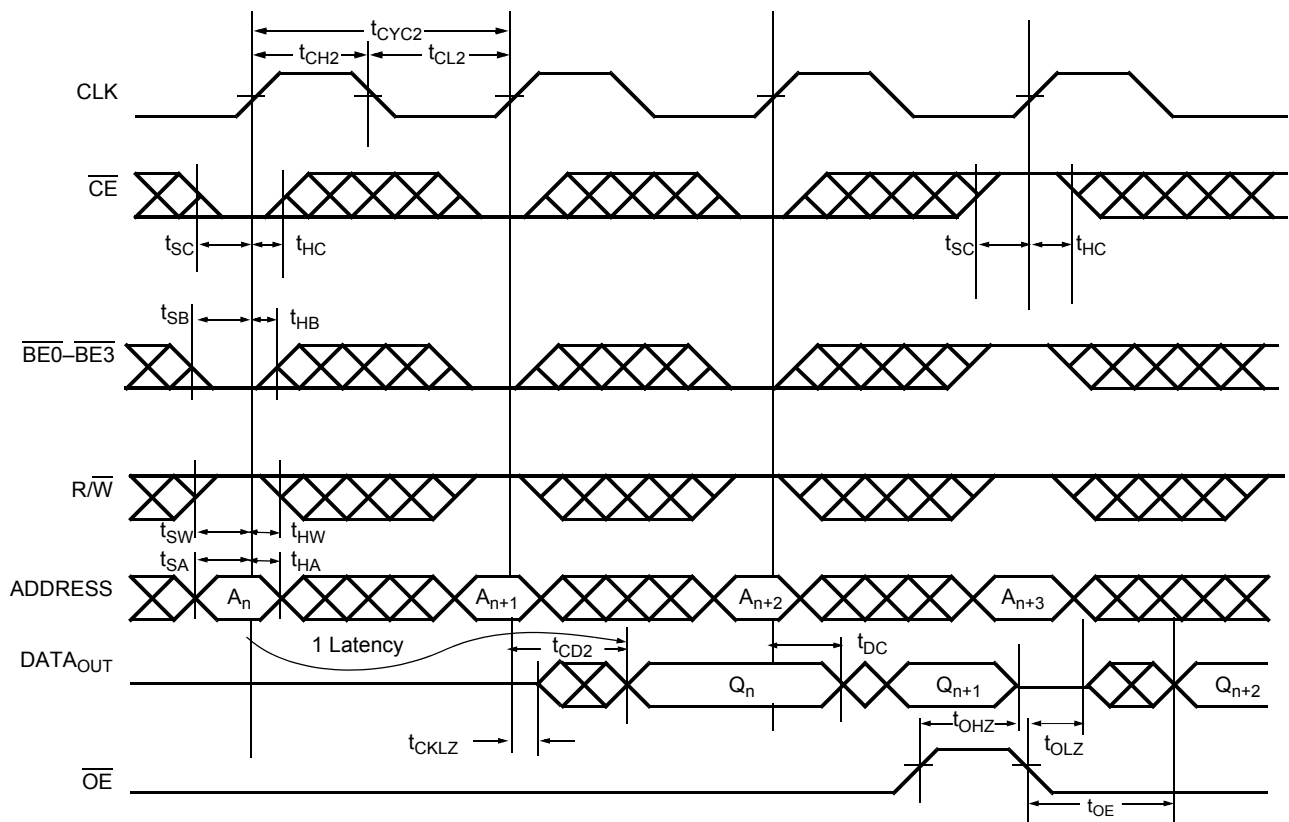 tCYC2
tCH2
tCL2
CLK
CE
tSC
tHC
tSC
tHC
tSB
tHB
BE0–BE3
R/W
tSW
tHW
tSA
tHA
ADDRESS
An
An+1
An+2
An+3
1 Latency
tCD2
tDC
DATAOUT
Qn
Qn+1
Qn+2
tOHZ
tCKLZ
tOLZ
OE
tOE